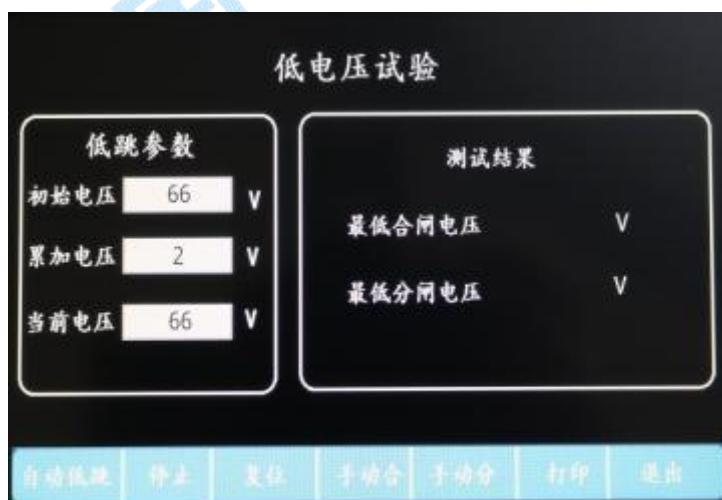 低电压试验
低跳参数
初始电压 66 V
累加电压 2 V
当前电压 66 V
测试结果
最低合闸电压 V
最低分闸电压 V
自动低跳 停止 复位 手动合 手动分 打印 退出